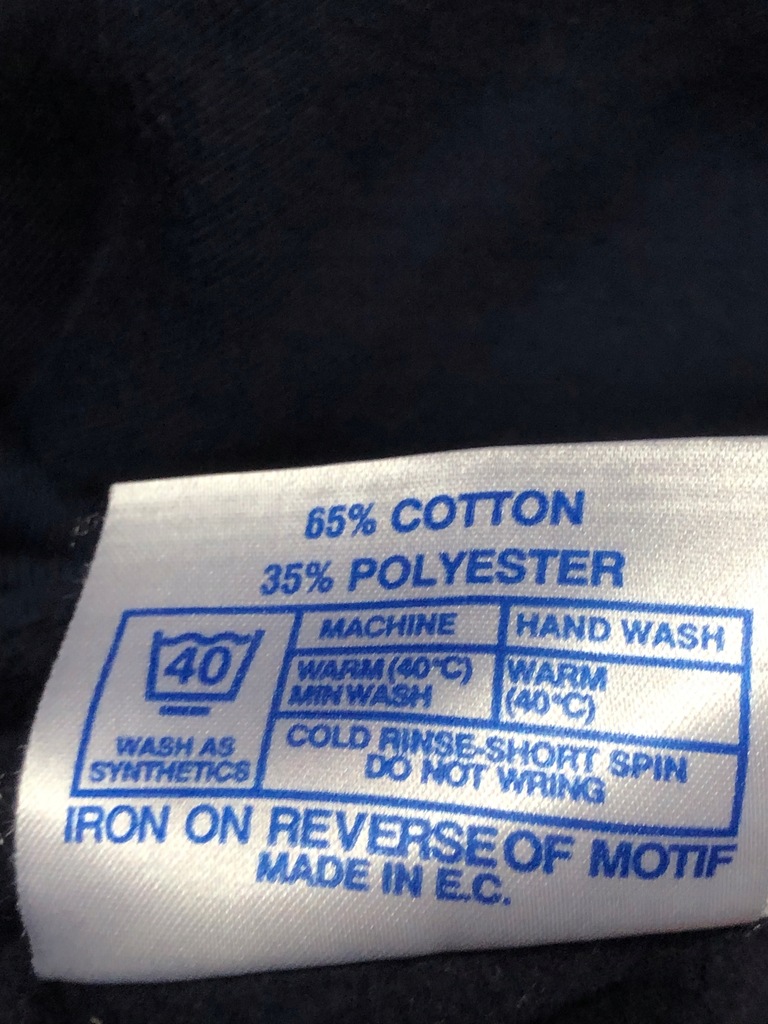 65% COTTON
35% POLYESTER
40
WASH AS
SYNTHETICS
MACHINE
HAND WASH
WARM (40°C)
MIN WASH
WARM
(40°C)
COLD RINSE-SHORT SPIN
DO NOT WRING
IRON ON REVERSE OF MOTIF
MADE IN E.C.